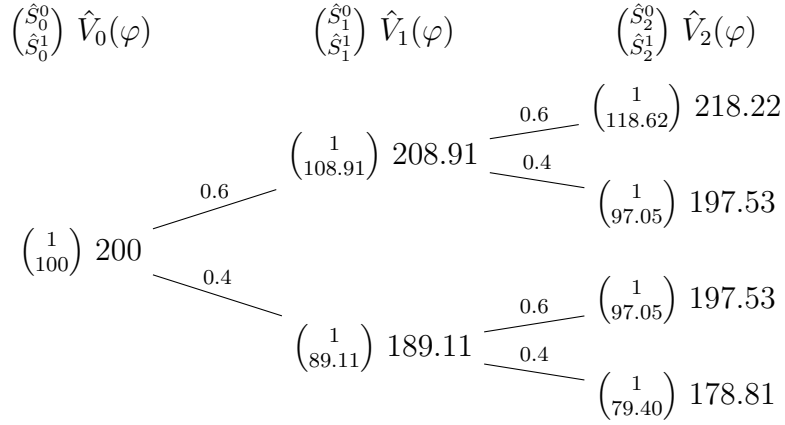 (Ŝ₀⁰ Ŝ₀¹) V̂₀(φ) (Ŝ₁⁰ Ŝ₁¹) V̂₁(φ) (Ŝ₂⁰ Ŝ₂¹) V̂₂(φ)
0.6 (1 118.62) 218.22
0.6 (1 108.91) 208.91
0.4 (1 97.05) 197.53
(1 100) 200
0.4 (1 89.11) 189.11
0.6 (1 97.05) 197.53
0.4 (1 79.40) 178.81